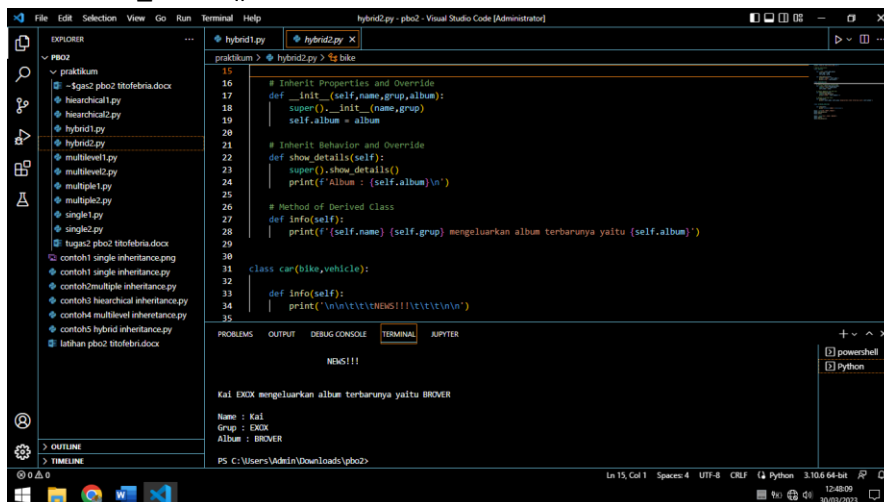 File Edit Selection View Go Run Terminal Help
hybrid2.py - pbo2 - Visual Studio Code [Administrator]
EXPLORER
PBO2
praktikum
~$gas2 pbo2 titofebria.docx
hiearchical1.py
hiearchical2.py
hybrid1.py
hybrid2.py
multilevel1.py
multilevel2.py
multiple1.py
multiple2.py
single1.py
single2.py
tugas2 pbo2 titofebria.docx
contoh1 single inheritance.png
contoh1 single inheritance.py
contoh2multiple inheritance.py
contoh3 hiearchical inheritance.py
contoh4 multilevel inheretance.py
contoh5 hybrid inheritance.py
latihan pbo2 titofebri.docx
OUTLINE
TIMELINE
hybrid1.py
hybrid2.py
praktikum > hybrid2.py > bike
15
16 # Inherit Properties and Override
17 def __init__(self,name,grup,album):
18 super().__init__(name,grup)
19 self.album = album
20
21 # Inherit Behavior and Override
22 def show_details(self):
23 super().show_details()
24 print(f'Album : {self.album}\n')
25
26 # Method of Derived Class
27 def info(self):
28 print(f'{self.name} {self.grup} mengeluarkan album terbarunya yaitu {self.album}')
29
30
31 class car(bike,vehicle):
32
33 def info(self):
34 print('\n\n\t\t\tNEWS!!!\t\t\t\n\n')
35
PROBLEMS OUTPUT DEBUG CONSOLE TERMINAL JUPYTER
powershell
Python
NEWS!!!
Kai EXOX mengeluarkan album terbarunya yaitu BROVER
Name : Kai
Grup : EXOX
Album : BROVER
PS C:\Users\Admin\Downloads\pbo2>
0 0
Ln 15, Col 1 Spaces: 4 UTF-8 CRLF Python 3.10.6 64-bit
12:48:09
30/03/2023